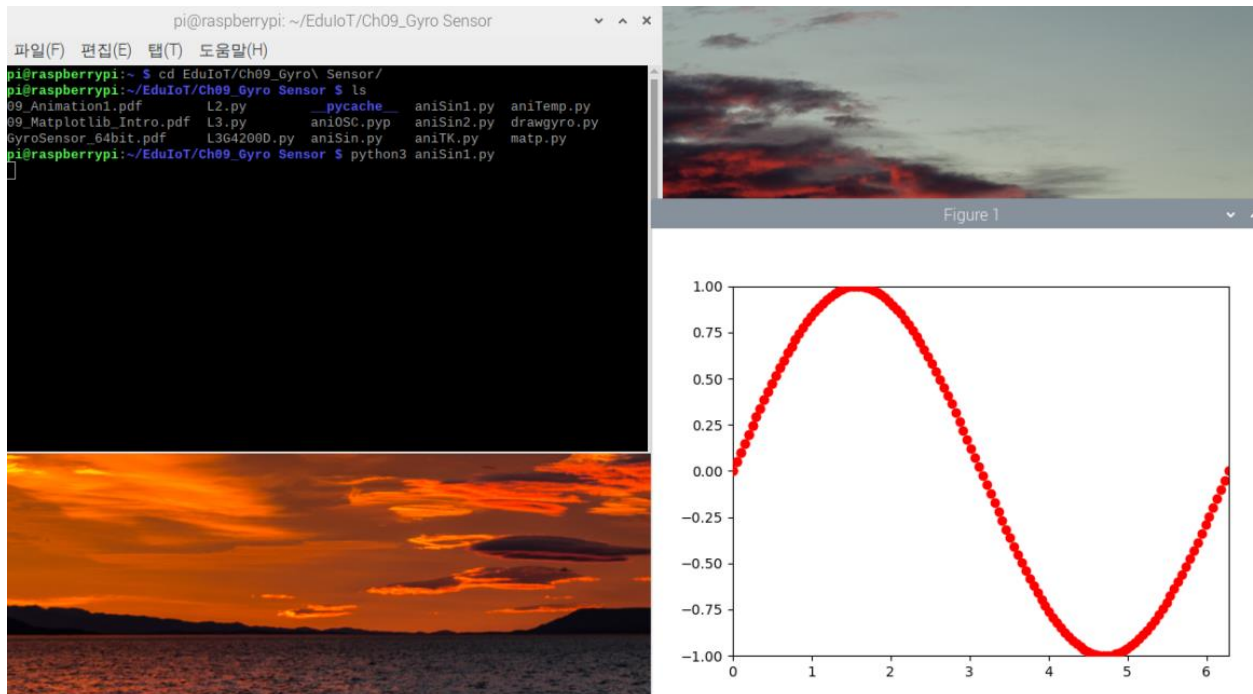 pi@raspberrypi: ~/EduIoT/Ch09_Gyro Sensor
파일(F) 편집(E) 탭(T) 도움말(H)
pi@raspberrypi:~ $ cd EduIoT/Ch09_Gyro\ Sensor/
pi@raspberrypi:~/EduIoT/Ch09_Gyro Sensor $ ls
09_Animation1.pdf L2.py __pycache__ aniSin1.py aniTemp.py
09_Matplotlib_Intro.pdf L3.py aniOSC.pyp aniSin2.py drawgyro.py
GyroSensor_64bit.pdf L3G4200D.py aniSin.py aniTK.py matp.py
pi@raspberrypi:~/EduIoT/Ch09_Gyro Sensor $ python3 aniSin1.py
Figure 1
1.00
0.75
0.50
0.25
0.00
−0.25
−0.50
−0.75
−1.00
0 1 2 3 4 5 6